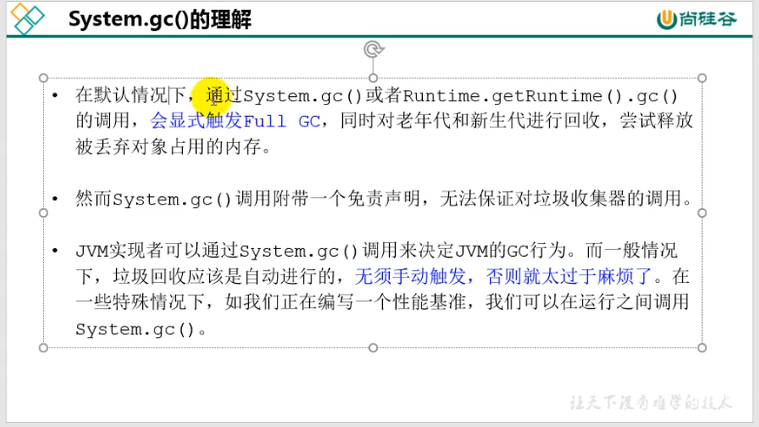 System.gc()的理解
尚硅谷
• 在默认情况下，通过System.gc()或者Runtime.getRuntime().gc()
的调用，会显式触发Full GC，同时对老年代和新生代进行回收，尝试释放
被丢弃对象占用的内存。
• 然而System.gc()调用附带一个免责声明，无法保证对垃圾收集器的调用。
• JVM实现者可以通过System.gc()调用来决定JVM的GC行为。而一般情况
下，垃圾回收应该是自动进行的，无须手动触发，否则就太过于麻烦了。在
一些特殊情况下，如我们正在编写一个性能基准，我们可以在运行之间调用
System.gc()。
让天下没有难学的技术